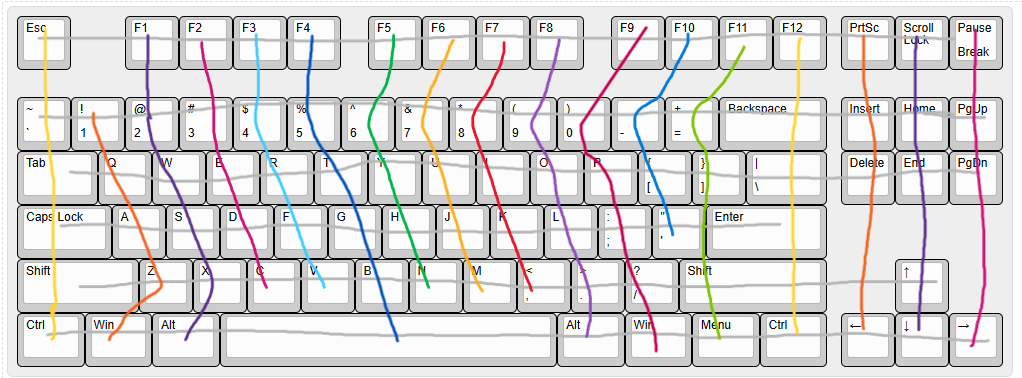 Esc F1 F2 F3 F4 F5 F6 F7 F8 F9 F10 F11 F12 PrtSc Scroll Lock Pause Break
~ ! @ # $ % ^ & * ( ) _ + Backspace Insert Home PgUp
` 1 2 3 4 5 6 7 8 9 0 - =
Tab Q W E R T Y U I O P { } | Delete End PgDn
[ ] \
Caps Lock A S D F G H J K L : " Enter
; '
Shift Z X C V B N M < > ? Shift ↑
, . /
Ctrl Win Alt Alt Win Menu Ctrl ← ↓ →